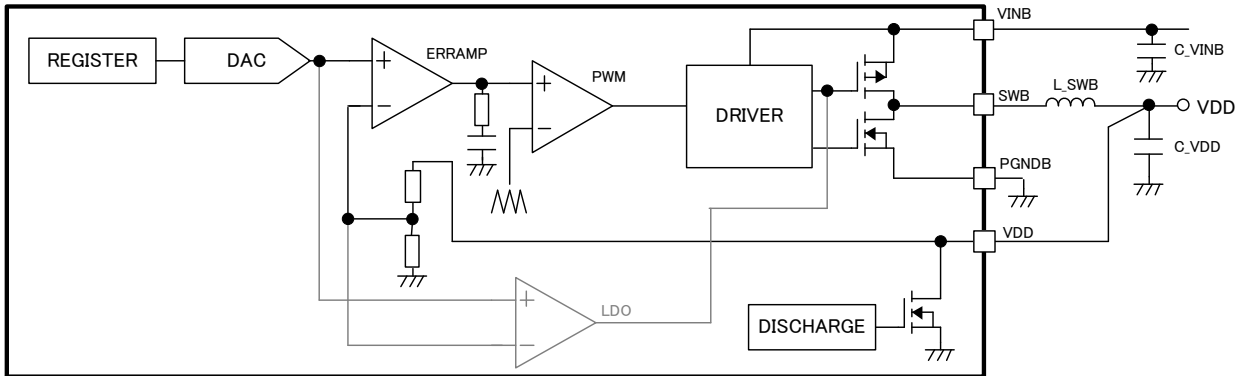 VINB
REGISTER
DAC
ERRAMP
PWM
C_VINB
SWB
L_SWB
VDD
DRIVER
C_VDD
PGNDB
VDD
LDO
DISCHARGE